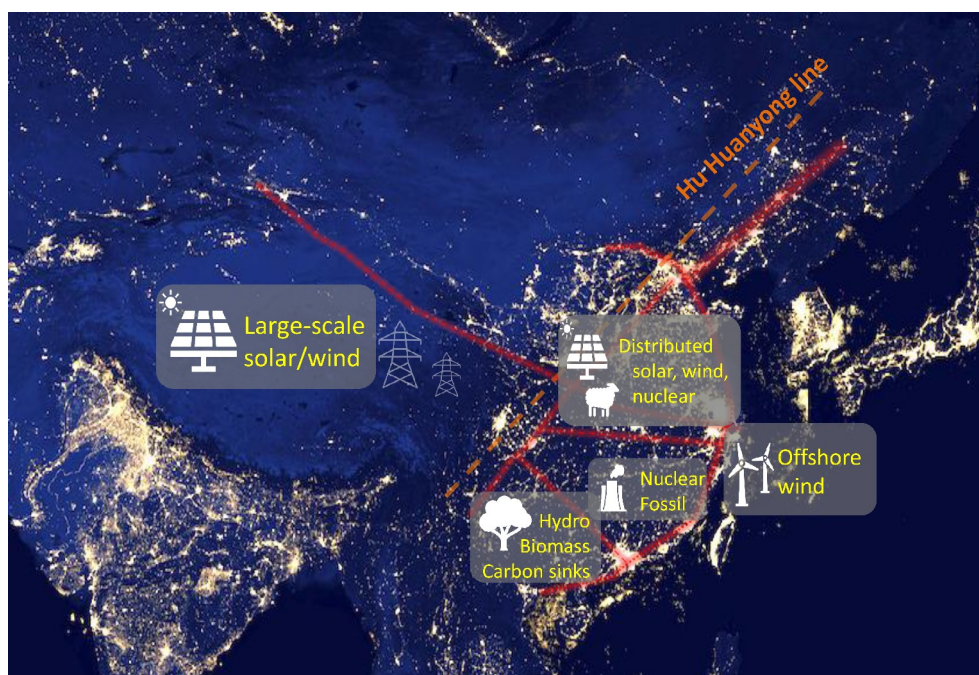 Hu Huanyong line
Large-scale
solar/wind
Distributed
solar, wind,
nuclear
Offshore
wind
Nuclear
Fossil
Hydro
Biomass
Carbon sinks